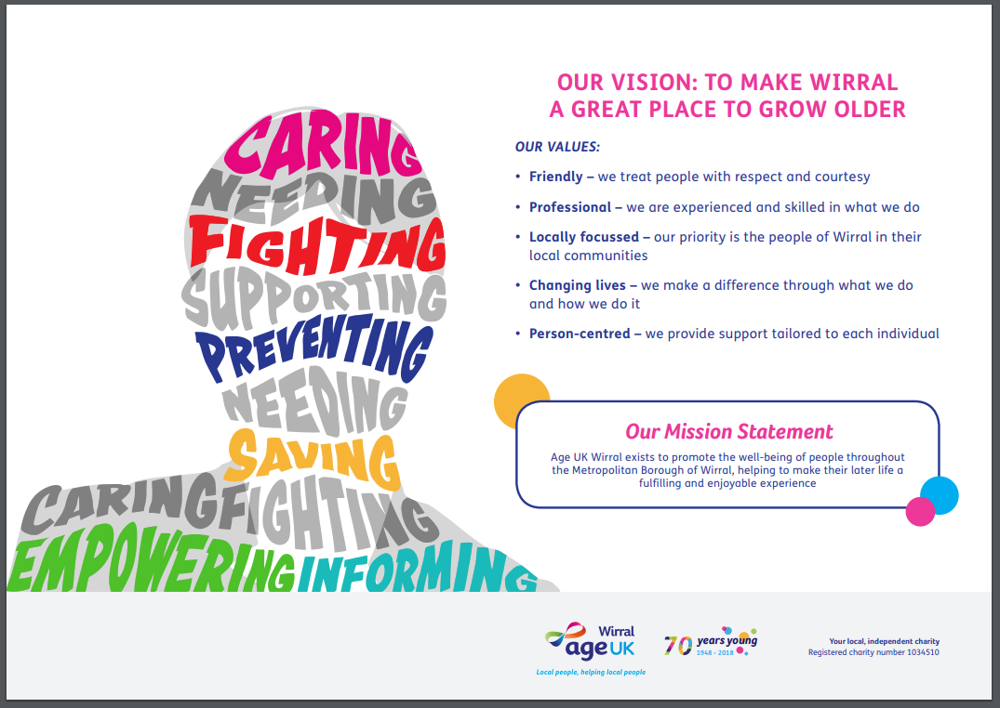 CARING
NEEDING
FIGHTING
SUPPORTING
PREVENTING
NEEDING
SAVING
CARING FIGHTING
EMPOWERING INFORMING
OUR VISION: TO MAKE WIRRAL
A GREAT PLACE TO GROW OLDER
OUR VALUES:
• Friendly – we treat people with respect and courtesy
• Professional – we are experienced and skilled in what we do
• Locally focussed – our priority is the people of Wirral in their
local communities
• Changing lives – we make a difference through what we do
and how we do it
• Person-centred – we provide support tailored to each individual
Our Mission Statement
Age UK Wirral exists to promote the well-being of people throughout
the Metropolitan Borough of Wirral, helping to make their later life a
fulfilling and enjoyable experience
Wirral
age UK
Local people, helping local people
70 years young
1948 - 2018
Your local, independent charity
Registered charity number 1034510